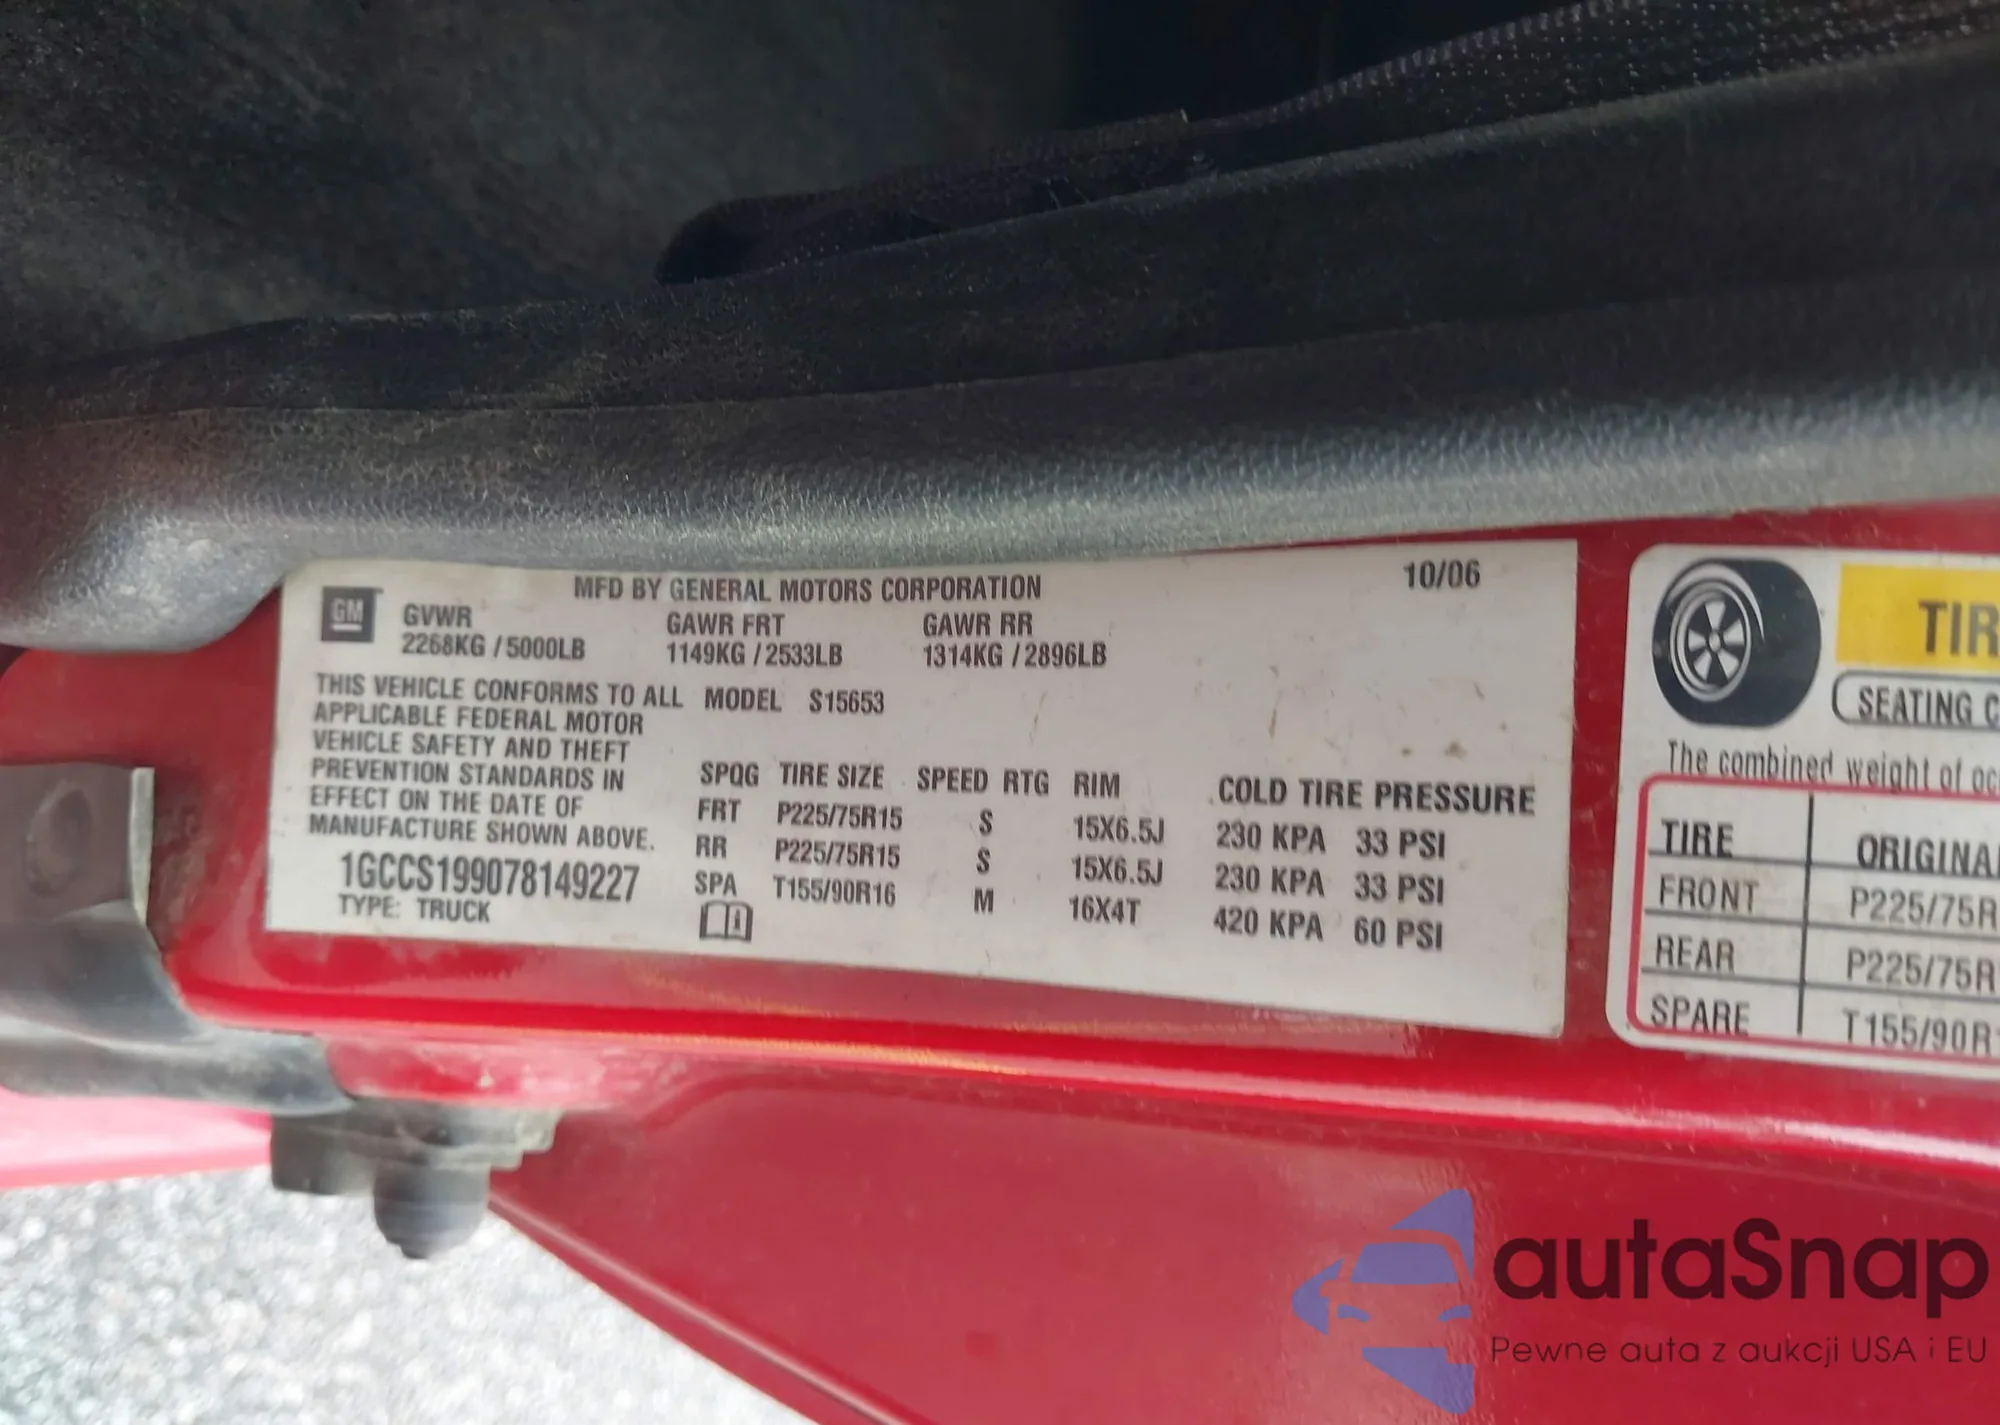 MFD BY GENERAL MOTORS CORPORATION 10/06
GM
GVWR GAWR FRT GAWR RR
2268KG / 5000LB 1149KG / 2533LB 1314KG / 2896LB
THIS VEHICLE CONFORMS TO ALL
APPLICABLE FEDERAL MOTOR
VEHICLE SAFETY AND THEFT
PREVENTION STANDARDS IN
EFFECT ON THE DATE OF
MANUFACTURE SHOWN ABOVE.
1GCCS199078149227
TYPE: TRUCK
MODEL S15653
SPQG TIRE SIZE SPEED RTG RIM COLD TIRE PRESSURE
FRT P225/75R15 S 15X6.5J 230 KPA 33 PSI
RR P225/75R15 S 15X6.5J 230 KPA 33 PSI
SPA T155/90R16 M 16X4T 420 KPA 60 PSI
TIR
SEATING C
The combined weight of oc
TIRE ORIGINA
FRONT P225/75R
REAR P225/75R
SPARE T155/90R
autaSnap
Pewne auta z aukcji USA i EU